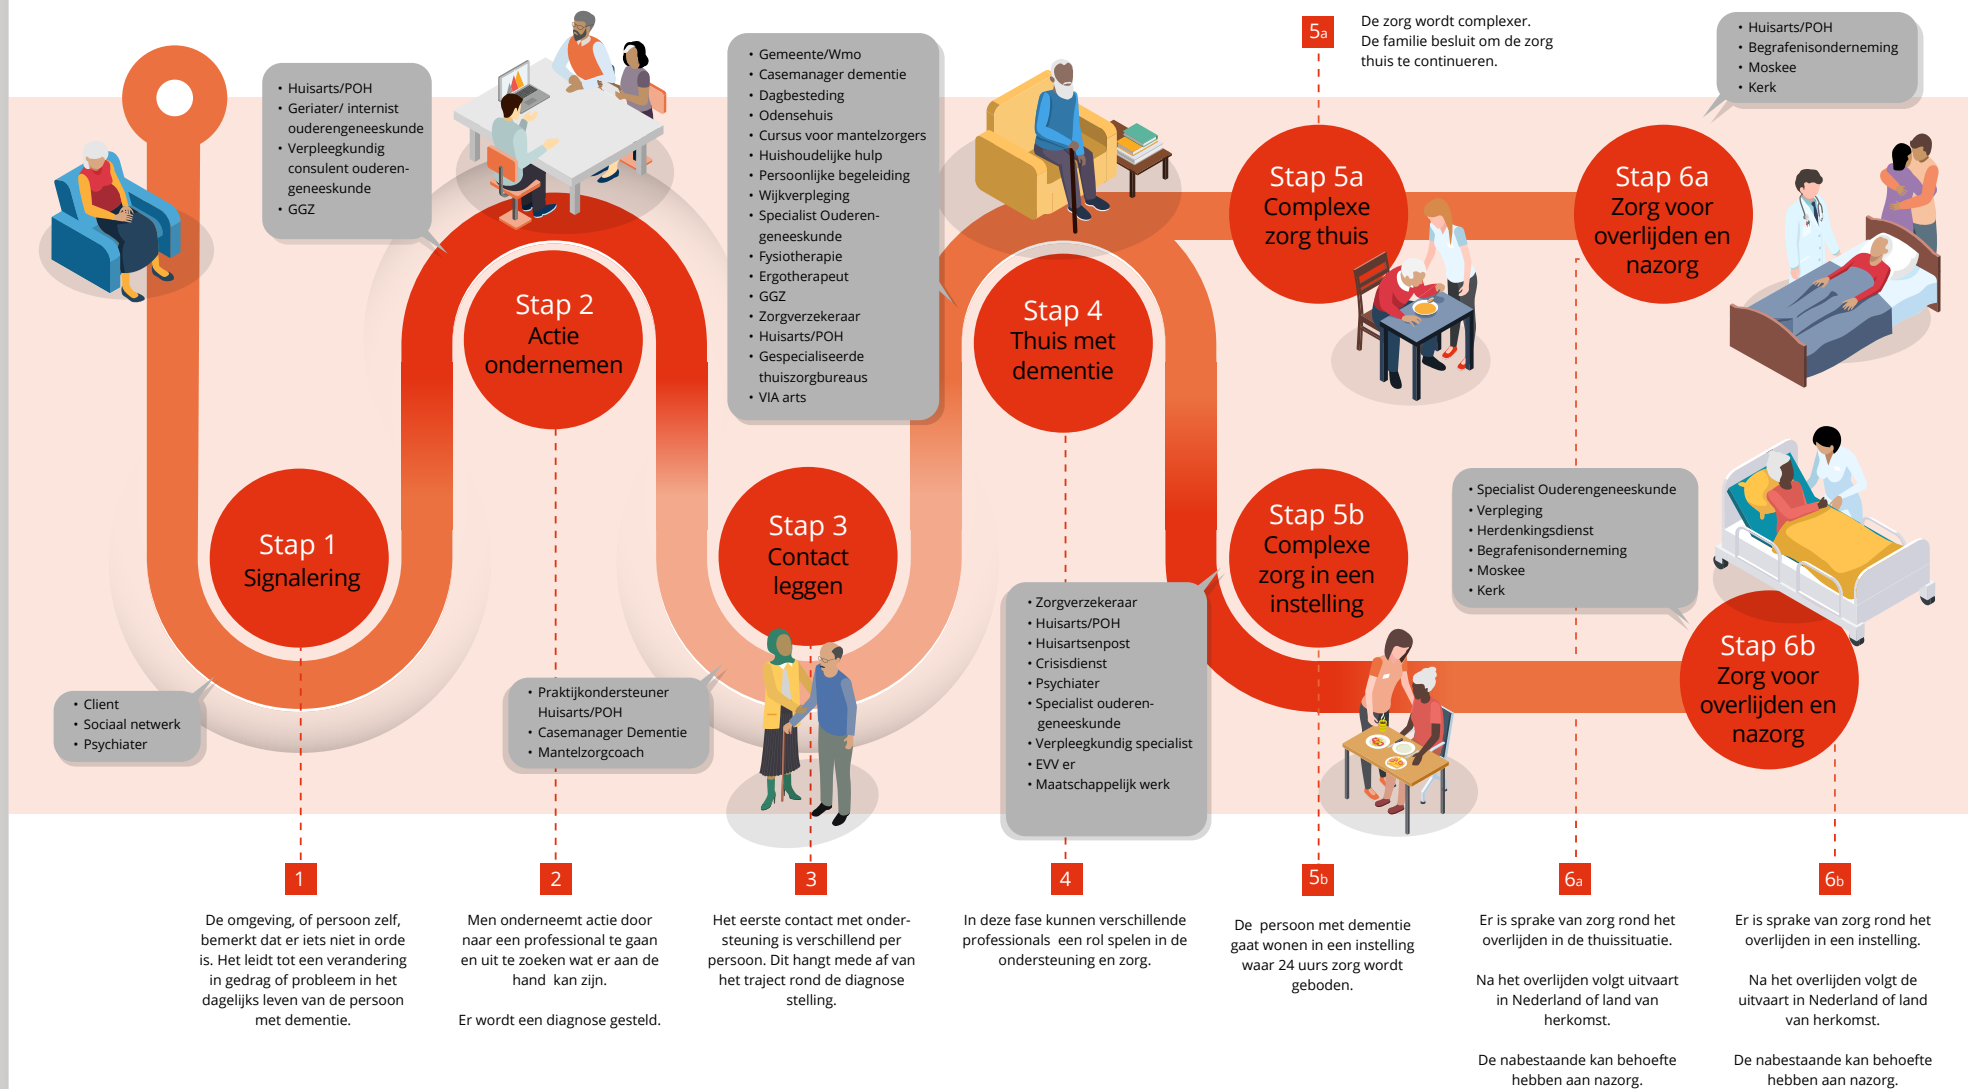 • Huisarts/POH
• Geriater/ internist
ouderengeneeskunde
• Verpleegkundig
consulent ouderen-
geneeskunde
• GGZ
• Gemeente/Wmo
• Casemanager dementie
• Dagbesteding
• Odensehuis
• Cursus voor mantelzorgers
• Huishoudelijke hulp
• Persoonlijke begeleiding
• Wijkverpleging
• Specialist Ouderen-
geneeskunde
• Fysiotherapie
• Ergotherapeut
• GGZ
• Zorgverzekeraar
• Huisarts/POH
• Gespecialiseerde
thuiszorgbureaus
• VIA arts
5a
De zorg wordt complexer.
De familie besluit om de zorg
thuis te continueren.
• Huisarts/POH
• Begrafenisonderneming
• Moskee
• Kerk
Stap 1
Signalering
Stap 2
Actie
ondernemen
Stap 3
Contact
leggen
Stap 4
Thuis met
dementie
Stap 5a
Complexe
zorg thuis
Stap 6a
Zorg voor
overlijden en
nazorg
Stap 5b
Complexe
zorg in een
instelling
Stap 6b
Zorg voor
overlijden en
nazorg
• Client
• Sociaal netwerk
• Psychiater
• Praktijkondersteuner
Huisarts/POH
• Casemanager Dementie
• Mantelzorgcoach
• Zorgverzekeraar
• Huisarts/POH
• Huisartsenpost
• Crisisdienst
• Psychiater
• Specialist ouderen-
geneeskunde
• Verpleegkundig specialist
• EVV er
• Maatschappelijk werk
• Specialist Ouderengeneeskunde
• Verpleging
• Herdenkingsdienst
• Begrafenisonderneming
• Moskee
• Kerk
1
De omgeving, of persoon zelf,
bemerkt dat er iets niet in orde
is. Het leidt tot een verandering
in gedrag of probleem in het
dagelijks leven van de persoon
met dementie.
2
Men onderneemt actie door
naar een professional te gaan
en uit te zoeken wat er aan de
hand kan zijn.
Er wordt een diagnose gesteld.
3
Het eerste contact met onder-
steuning is verschillend per
persoon. Dit hangt mede af van
het traject rond de diagnose
stelling.
4
In deze fase kunnen verschillende
professionals een rol spelen in de
ondersteuning en zorg.
5b
De persoon met dementie
gaat wonen in een instelling
waar 24 uurs zorg wordt
geboden.
6a
Er is sprake van zorg rond het
overlijden in de thuissituatie.
Na het overlijden volgt uitvaart
in Nederland of land van
herkomst.
De nabestaande kan behoefte
hebben aan nazorg.
6b
Er is sprake van zorg rond het
overlijden in een instelling.
Na het overlijden volgt de
uitvaart in Nederland of land
van herkomst.
De nabestaande kan behoefte
hebben aan nazorg.